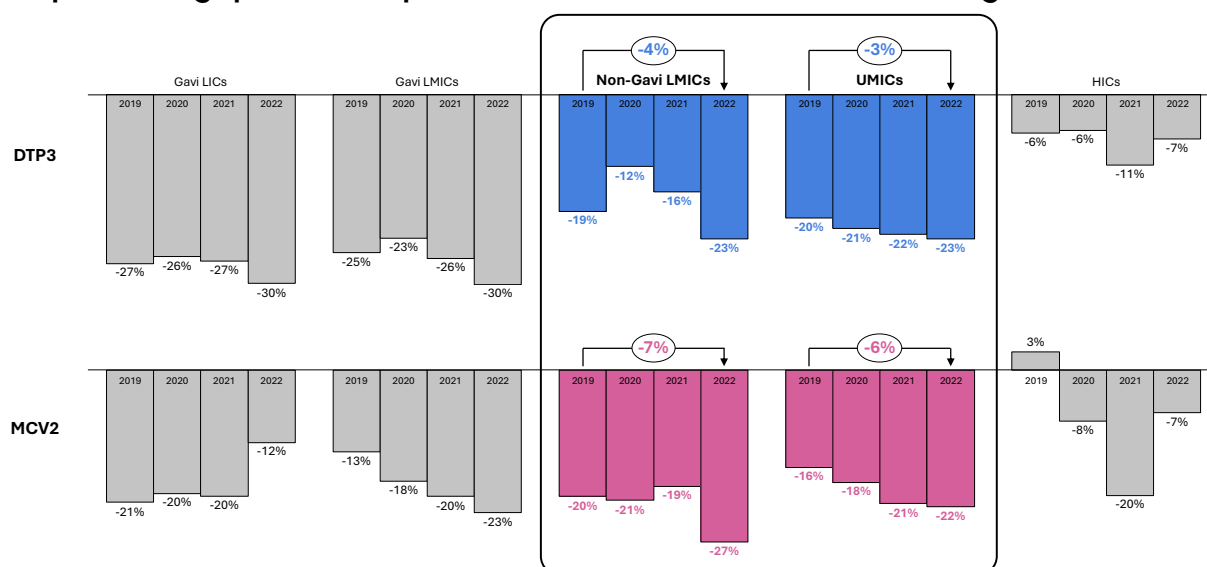 -4%
-3%
Gavi LICs Gavi LMICs Non-Gavi LMICs UMICs HICs
2019 2020 2021 2022 2019 2020 2021 2022 2019 2020 2021 2022 2019 2020 2021 2022 2019 2020 2021 2022
DTP3
-27% -26% -27% -30% -25% -23% -26% -30% -19% -12% -16% -23% -20% -21% -22% -23% -6% -6% -11% -7%
-7%
-6%
3%
2019 2020 2021 2022 2019 2020 2021 2022 2019 2020 2021 2022 2019 2020 2021 2022 2019 2020 2021 2022
MCV2
-21% -20% -20% -12% -13% -18% -20% -23% -20% -21% -19% -27% -16% -18% -21% -22% -8% -20% -7%